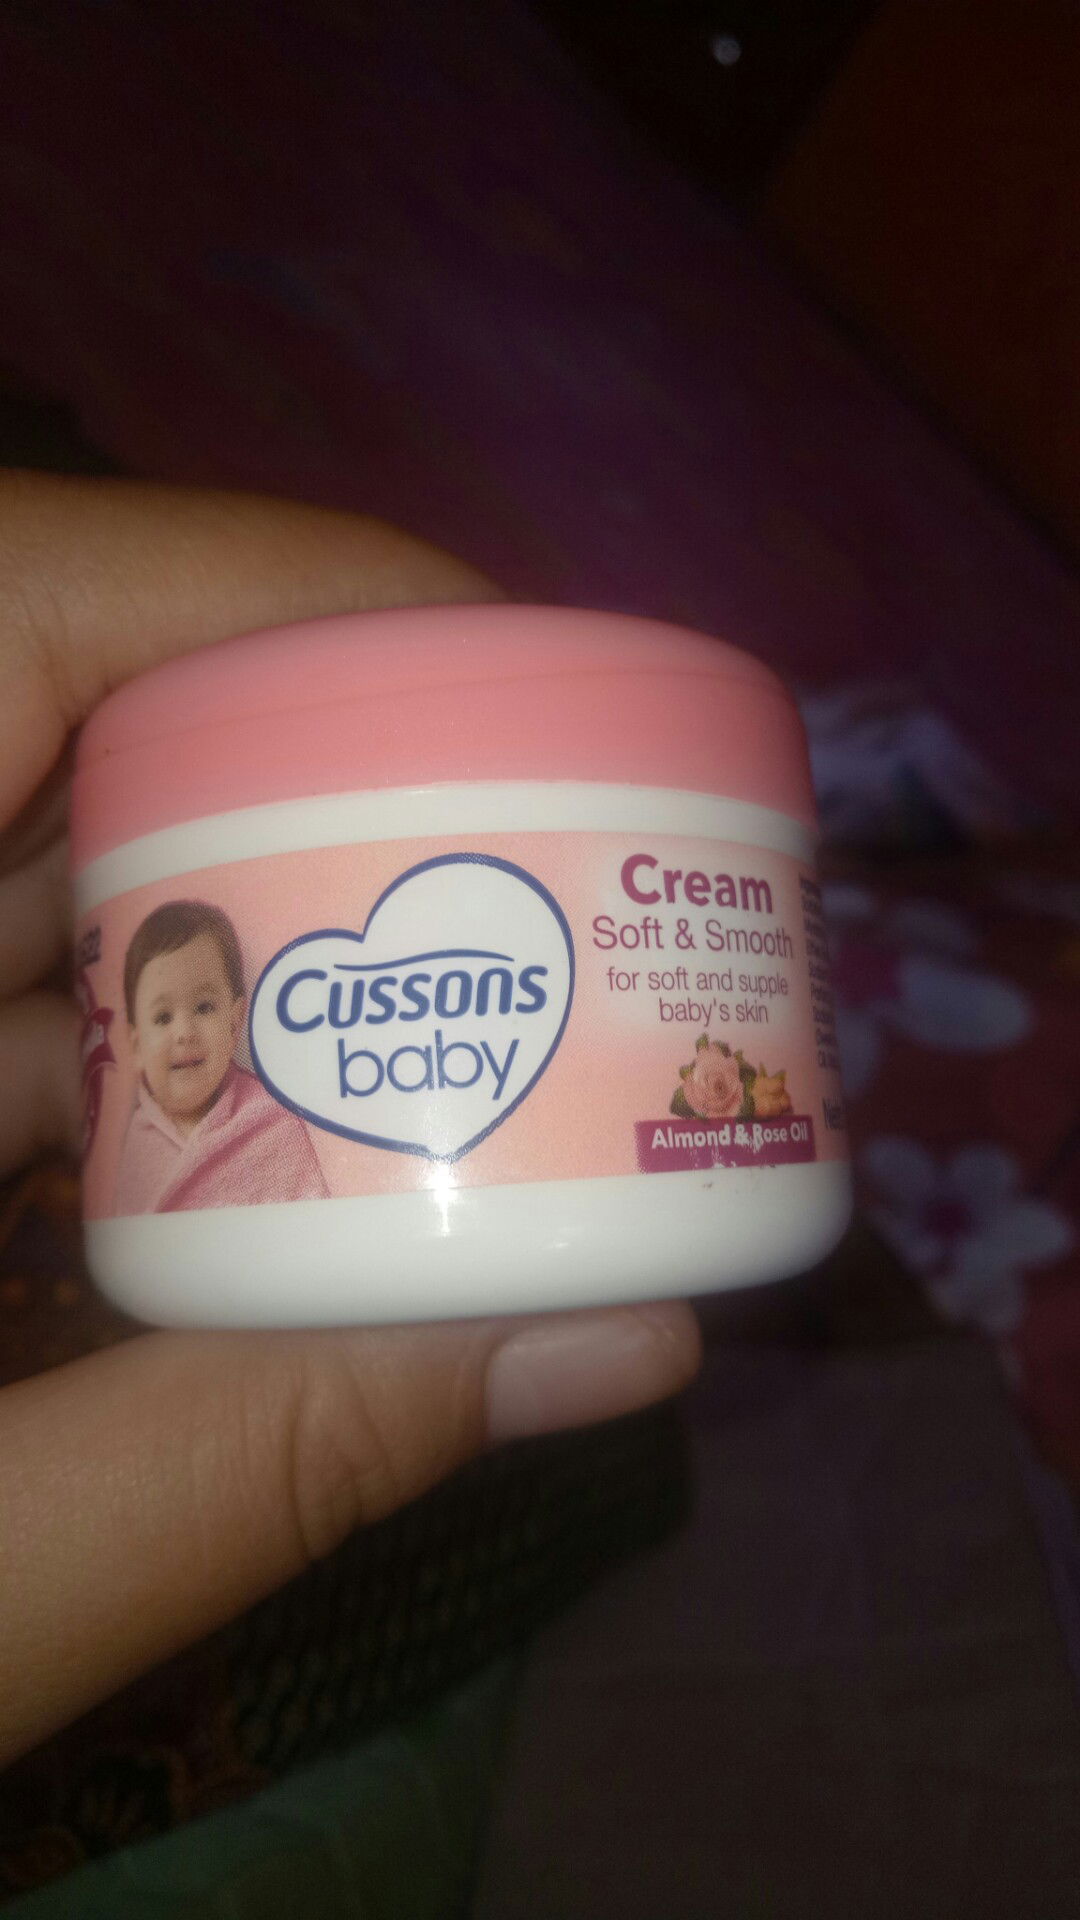 Cussons
baby
Cream
Soft & Smooth
for soft and supple
baby's skin
Almond & Rose Oil